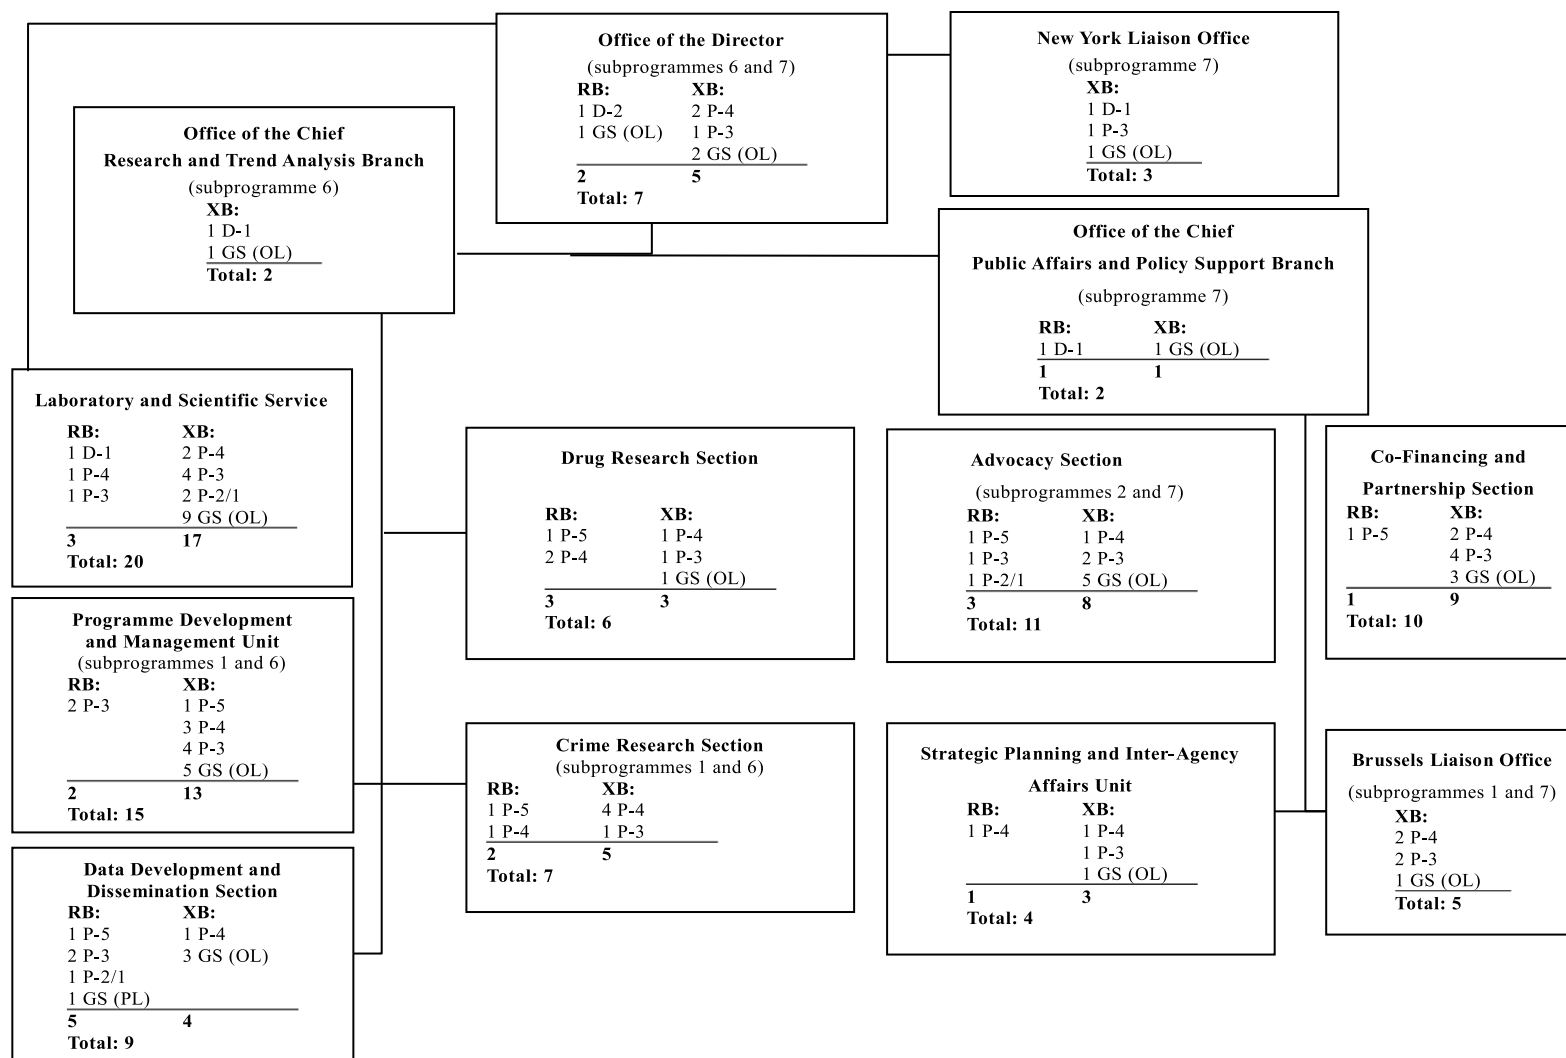 Office of the Director
(subprogrammes 6 and 7)
RB: XB:
1 D-2 2 P-4
1 GS (OL) 1 P-3
2 GS (OL)
2 5
Total: 7
New York Liaison Office
(subprogramme 7)
XB:
1 D-1
1 P-3
1 GS (OL)
Total: 3
Office of the Chief
Research and Trend Analysis Branch
(subprogramme 6)
XB:
1 D-1
1 GS (OL)
Total: 2
Office of the Chief
Public Affairs and Policy Support Branch
(subprogramme 7)
RB: XB:
1 D-1 1 GS (OL)
1 1
Total: 2
Laboratory and Scientific Service
RB: XB:
1 D-1 2 P-4
1 P-4 4 P-3
1 P-3 2 P-2/1
9 GS (OL)
3 17
Total: 20
Drug Research Section
RB: XB:
1 P-5 1 P-4
2 P-4 1 P-3
1 GS (OL)
3 3
Total: 6
Advocacy Section
(subprogrammes 2 and 7)
RB: XB:
1 P-5 1 P-4
1 P-3 2 P-3
1 P-2/1 5 GS (OL)
3 8
Total: 11
Co-Financing and
Partnership Section
RB: XB:
1 P-5 2 P-4
4 P-3
3 GS (OL)
1 9
Total: 10
Programme Development
and Management Unit
(subprogrammes 1 and 6)
RB: XB:
2 P-3 1 P-5
3 P-4
4 P-3
5 GS (OL)
2 13
Total: 15
Crime Research Section
(subprogrammes 1 and 6)
RB: XB:
1 P-5 4 P-4
1 P-4 1 P-3
2 5
Total: 7
Strategic Planning and Inter-Agency
Affairs Unit
RB: XB:
1 P-4 1 P-4
1 P-3
1 GS (OL)
1 3
Total: 4
Brussels Liaison Office
(subprogrammes 1 and 7)
XB:
2 P-4
2 P-3
1 GS (OL)
Total: 5
Data Development and
Dissemination Section
RB: XB:
1 P-5 1 P-4
2 P-3 3 GS (OL)
1 P-2/1
1 GS (PL)
5 4
Total: 9